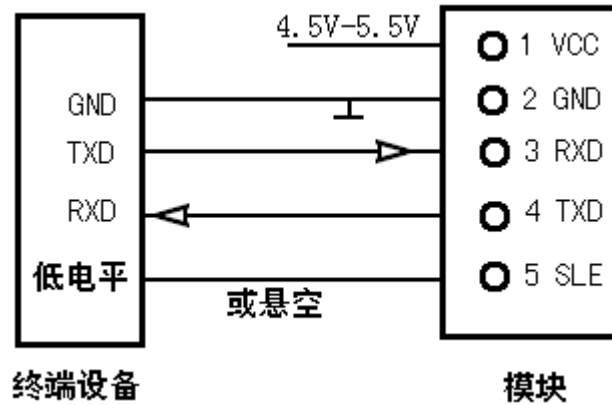 4.5V-5.5V
1 VCC
GND
2 GND
TXD
3 RXD
RXD
4 TXD
低电平
或悬空
5 SLE
终端设备
模块